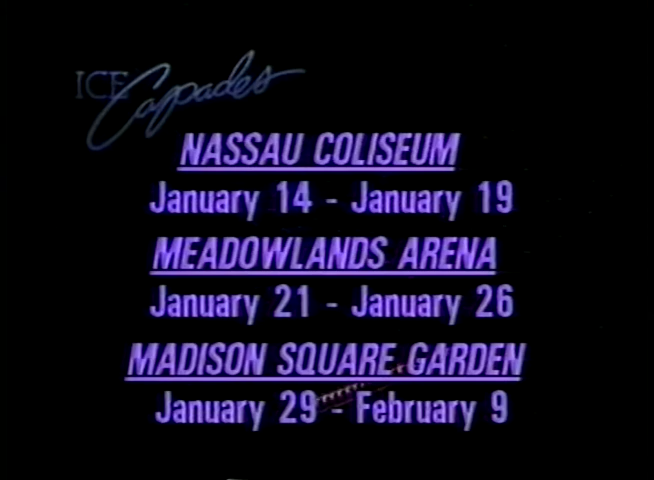 ICE Capades
NASSAU COLISEUM
January 14 - January 19
MEADOWLANDS ARENA
January 21 - January 26
MADISON SQUARE GARDEN
January 29 - February 9